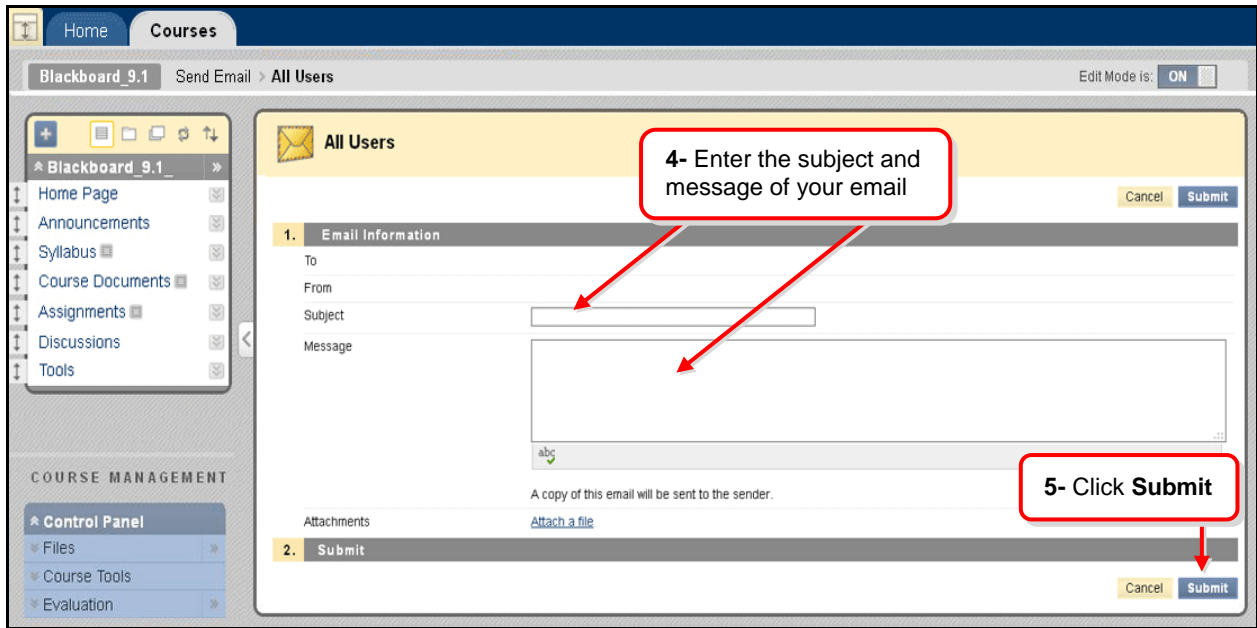 Home Courses
Blackboard_9.1 Send Email > All Users Edit Mode is: ON
Blackboard_9.1_
Home Page
Announcements
Syllabus
Course Documents
Assignments
Discussions
Tools
COURSE MANAGEMENT
Control Panel
Files
Course Tools
Evaluation
All Users
4- Enter the subject and
message of your email
Cancel Submit
1. Email Information
To
From
Subject
Message
abc
A copy of this email will be sent to the sender.
Attachments Attach a file
5- Click Submit
2. Submit
Cancel Submit